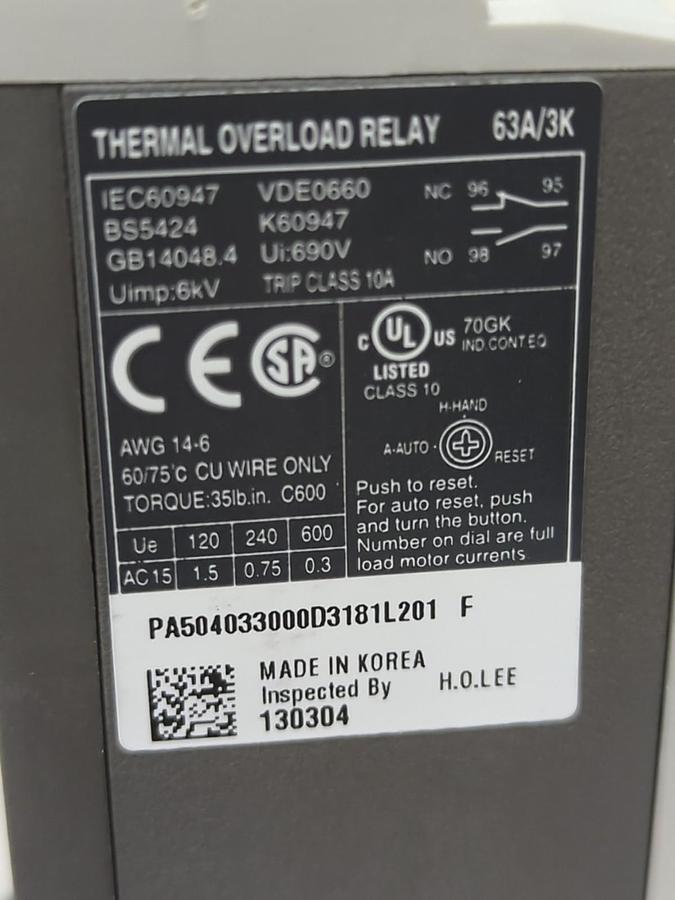 THERMAL OVERLOAD RELAY 63A/3K
IEC60947 VDE0660
BS5424 K60947
GB14048.4 Ui:690V
Uimp:6kV TRIP CLASS 10A
NC 96 95
NO 98 97
CE SA ®
C UL US 70GK
IND.CONT.EQ
LISTED
CLASS 10
H-HAND
A-AUTO RESET
AWG 14-6
60/75°C CU WIRE ONLY
TORQUE:35lb.in. C600
Ue 120 240 600
AC15 1.5 0.75 0.3
Push to reset.
For auto reset, push
and turn the button.
Number on dial are full
load motor currents.
PA504033000D3181L201 F
MADE IN KOREA
Inspected By H.O.LEE
130304